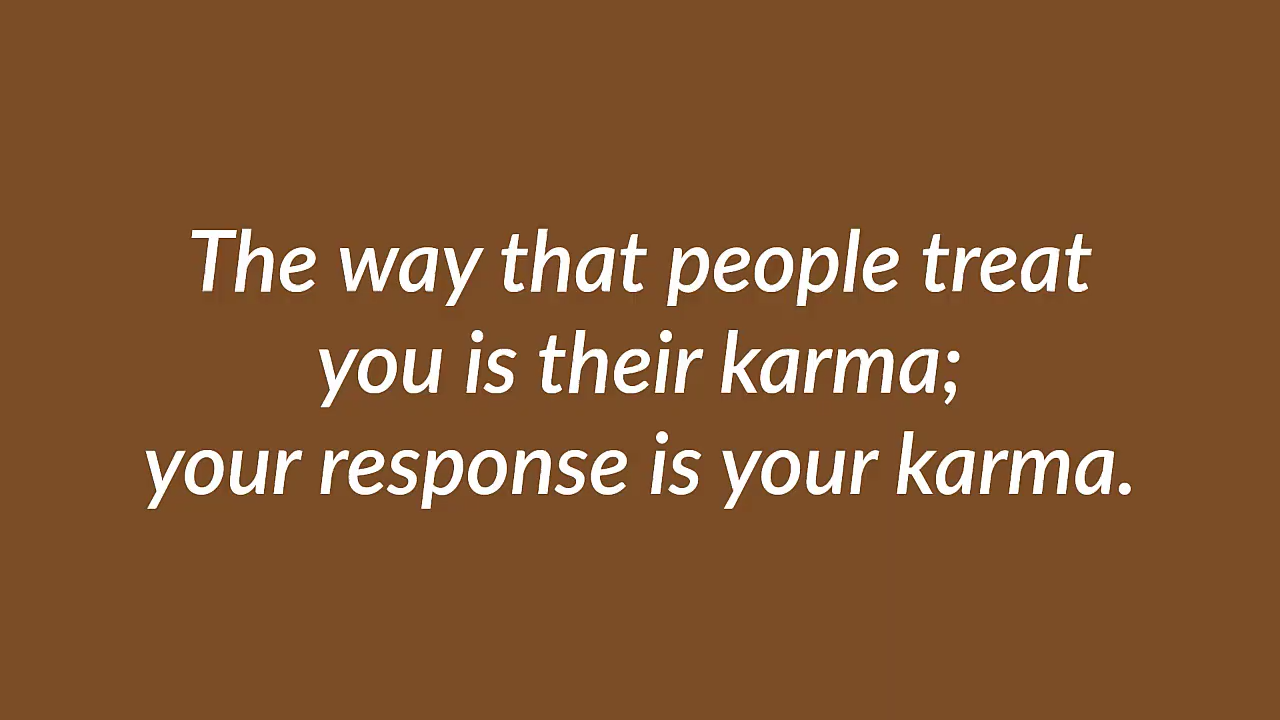 The way that people treat
you is their karma;
your response is your karma.